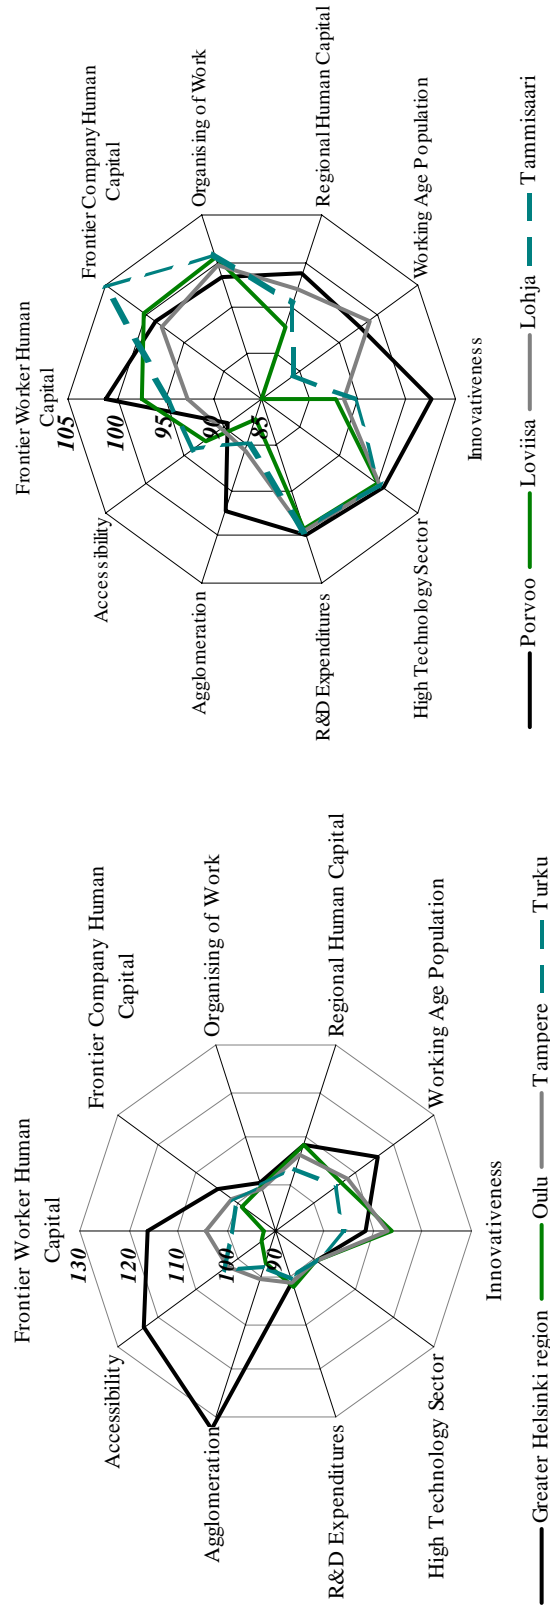 Frontier Worker Human
Capital
Frontier Company Human
Capital
Organising of Work
Regional Human Capital
Working Age Population
Innovativeness
High Technology Sector
R&D Expenditures
Agglomeration
Accessibility
105
100
95
90
85
Porvoo
Loviisa
Lohja
Tammisaari
Frontier Worker Human
Capital
Frontier Company Human
Capital
Organising of Work
Regional Human Capital
Working Age Population
Innovativeness
High Technology Sector
R&D Expenditures
Agglomeration
Accessibility
130
120
110
100
90
Greater Helsinki region
Oulu
Tampere
Turku